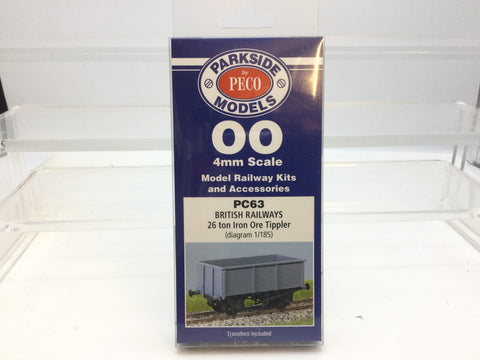 PARKSIDE
by
PECO
MODELS
OO
4mm Scale
Model Railway Kits
and Accessories
PC63
BRITISH RAILWAYS
26 ton Iron Ore Tippler
(diagram 1/185)
Transfers included